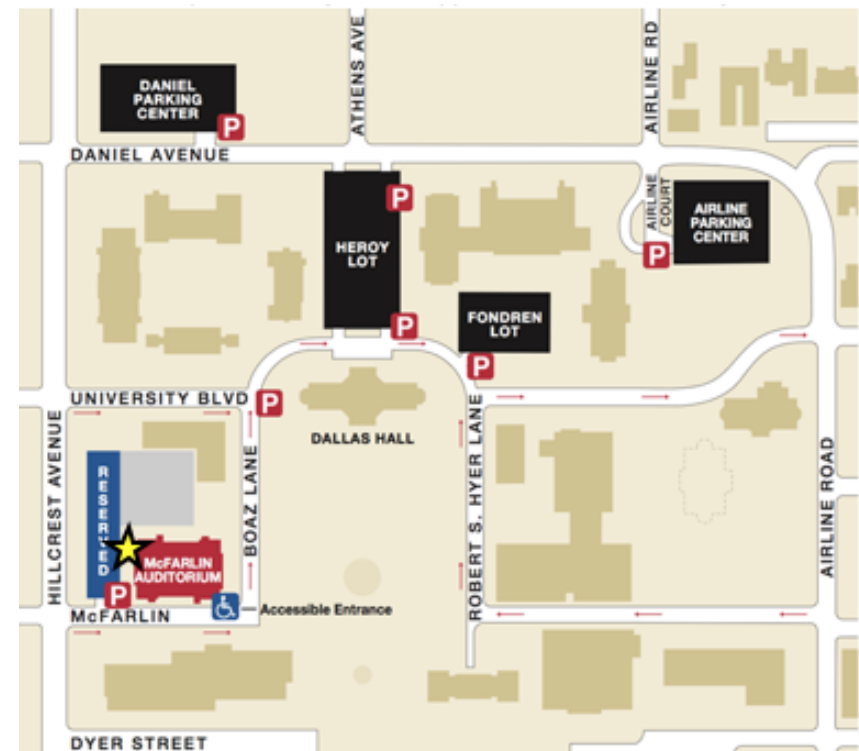 ATHENS AVE
AIRLINE RD
DANIEL
PARKING
CENTER
P
DANIEL AVENUE
P
HEROY
LOT
P
AIRLINE
COURT
AIRLINE
PARKING
CENTER
P
FONDREN
LOT
P
UNIVERSITY BLVD
P
DALLAS HALL
HILLCREST AVENUE
RESERVED
BOAZ LANE
ROBERT S. HYER LANE
AIRLINE ROAD
McFARLIN
AUDITORIUM
P
McFARLIN
Accessible Entrance
DYER STREET